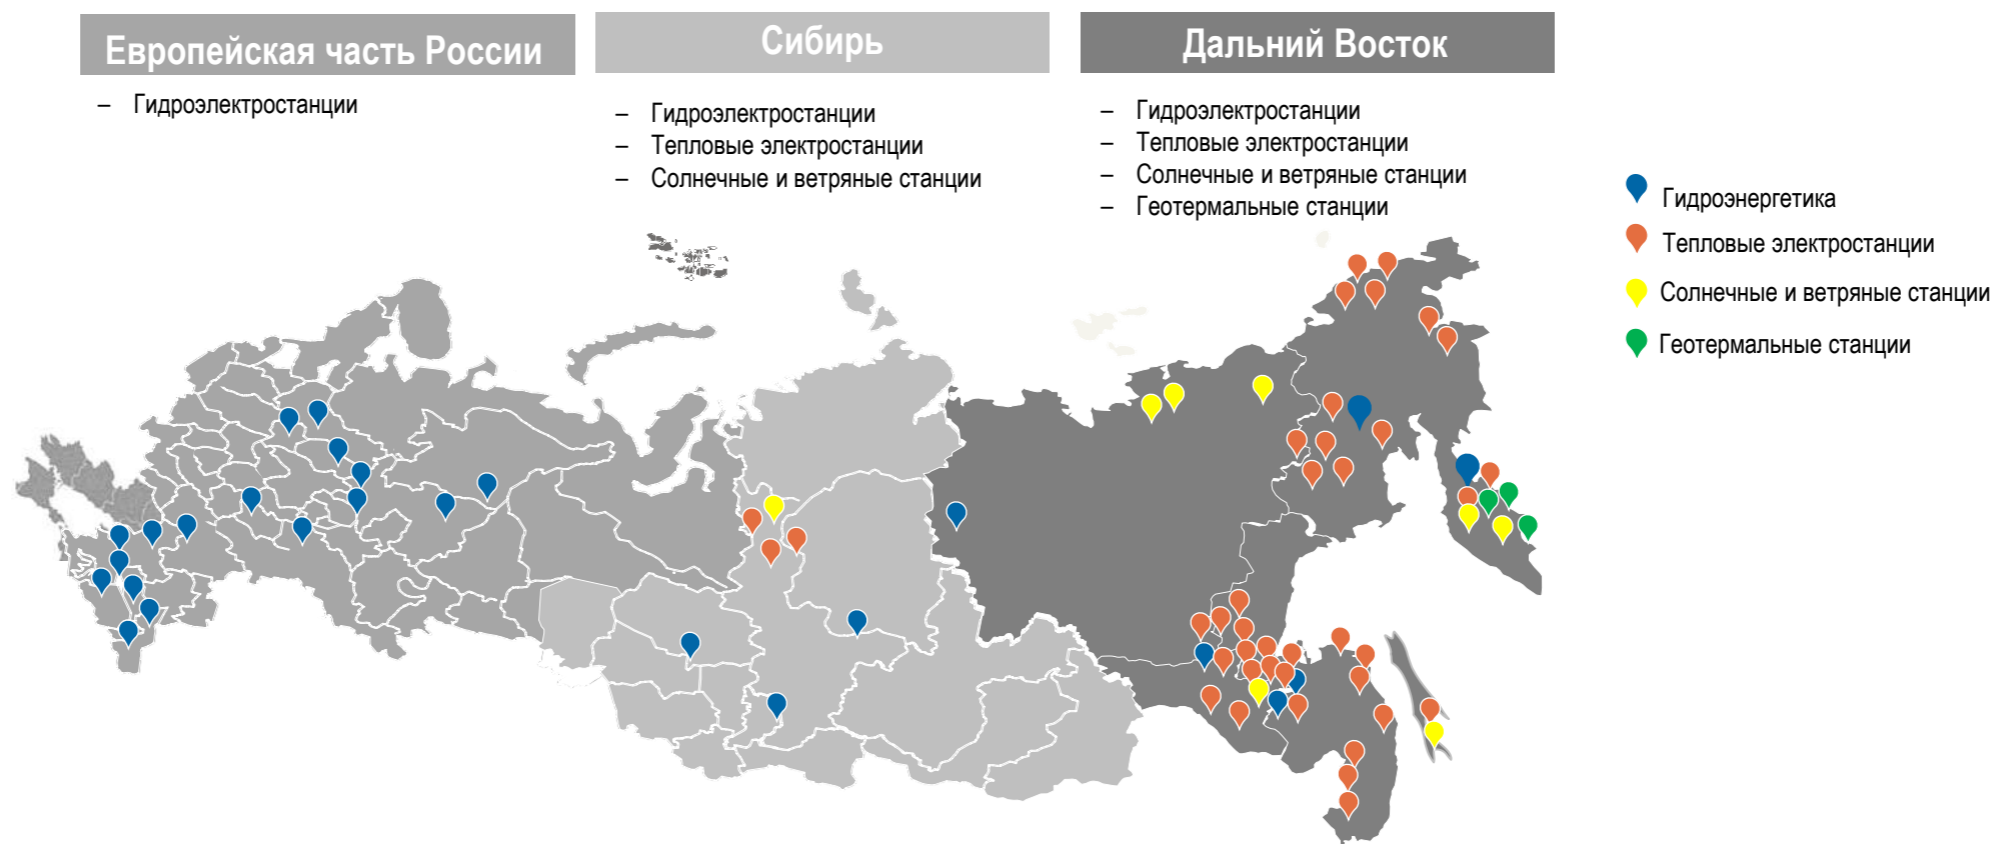 Европейская часть России
– Гидроэлектростанции
Сибирь
– Гидроэлектростанции
– Тепловые электростанции
– Солнечные и ветряные станции
Дальний Восток
– Гидроэлектростанции
– Тепловые электростанции
– Солнечные и ветряные станции
– Геотермальные станции
Гидроэнергетика
Тепловые электростанции
Солнечные и ветряные станции
Геотермальные станции